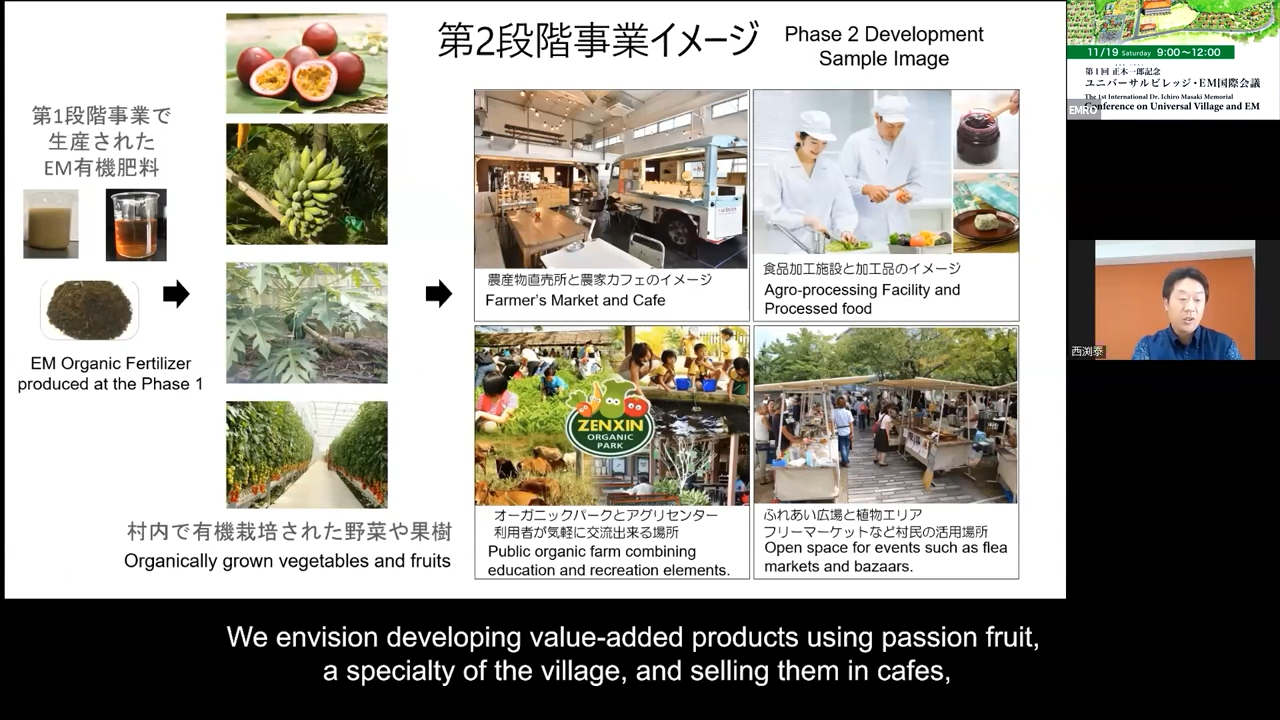 第2段階事業イメージ
Phase 2 Development
Sample Image
第1段階事業で
生産された
EM有機肥料
EM Organic Fertilizer
produced at the Phase 1
村内で有機栽培された野菜や果樹
Organically grown vegetables and fruits
農産物直売所と農家カフェのイメージ
Farmer's Market and Cafe
食品加工施設と加工品のイメージ
Agro-processing Facility and
Processed food
ZENXIN
ORGANIC
PARK
オーガニックパークとアグリセンター
利用者が気軽に交流出来る場所
Public organic farm combining
education and recreation elements.
ふれあい広場と植物エリア
フリーマーケットなど村民の活用場所
Open space for events such as flea
markets and bazaars.
11/19 Saturday 9:00～12:00
第1回 正木一郎記念
ユニバーサルビレッジ・EM国際会議
The 1st International Dr. Ichiro Masaki Memorial
Conference on Universal Village and EM
EMRO
西渕泰
We envision developing value-added products using passion fruit,
a specialty of the village, and selling them in cafes,